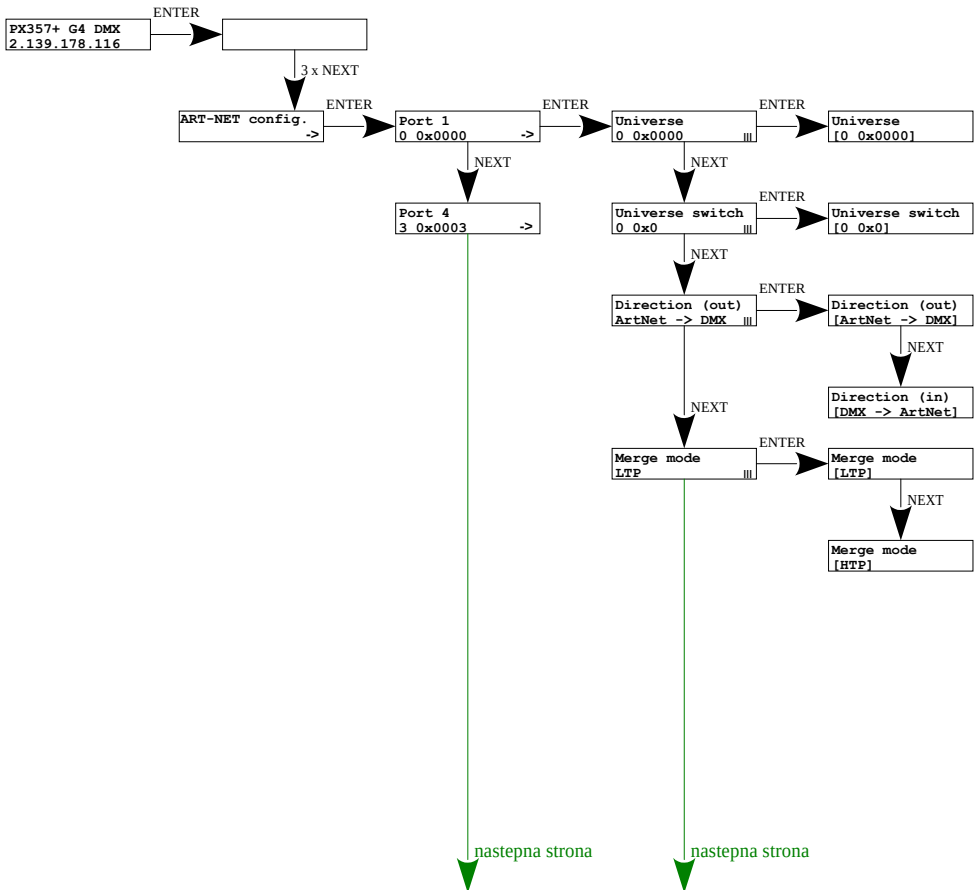 ENTER
PX357+ G4 DMX
2.139.178.116
3 x NEXT
ART-NET config.
->
ENTER
Port 1
0 0x0000 ->
ENTER
Universe
0 0x0000
ENTER
Universe
[0 0x0000]
NEXT
NEXT
Port 4
3 0x0003 ->
Universe switch
0 0x0
ENTER
Universe switch
[0 0x0]
NEXT
Direction (out)
ArtNet -> DMX
ENTER
Direction (out)
[ArtNet -> DMX]
NEXT
Direction (in)
[DMX -> ArtNet]
NEXT
Merge mode
LTP
ENTER
Merge mode
[LTP]
NEXT
Merge mode
[HTP]
nastepna strona
nastepna strona